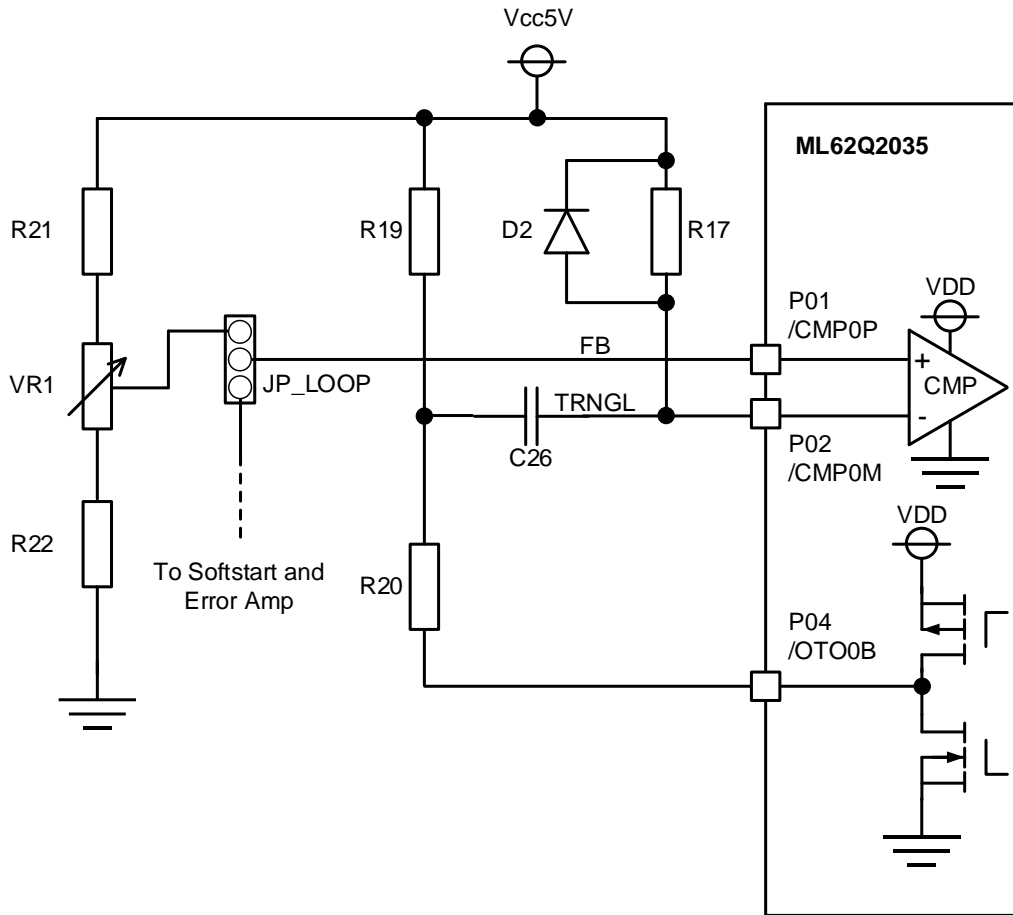 Vcc5V
ML62Q2035
R21
R19
D2
R17
P01
/CMP0P
VDD
FB
+
CMP
-
VR1
JP_LOOP
TRNGL
C26
P02
/CMP0M
VDD
R22
To Softstart and
Error Amp
R20
P04
/OTO0B